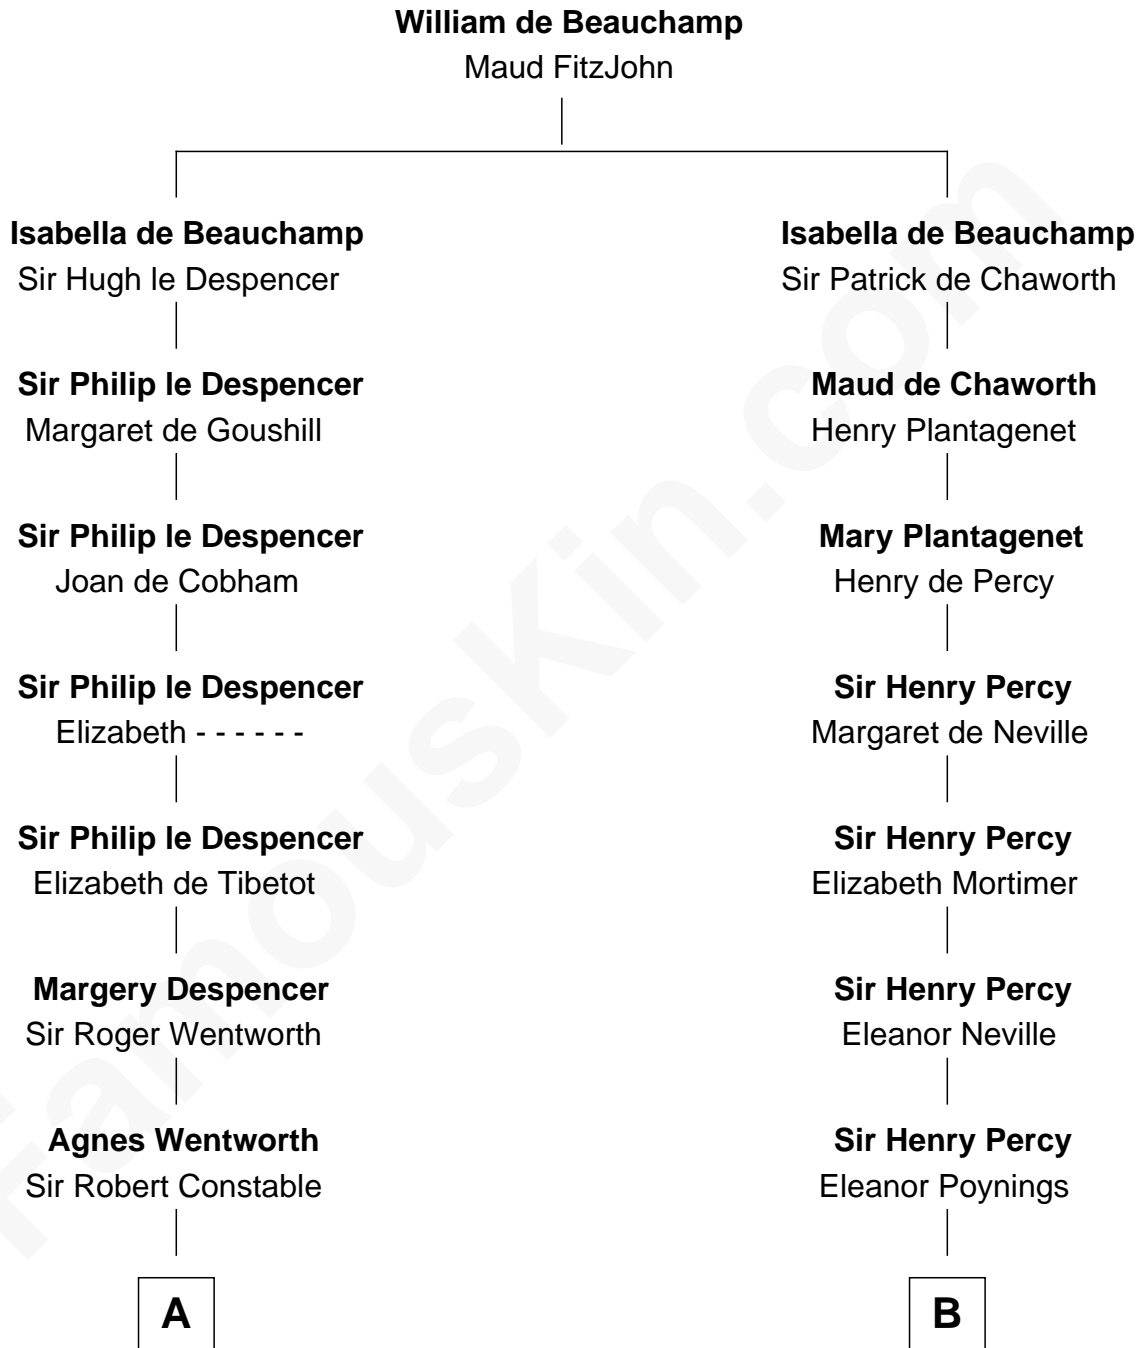 William de Beauchamp
Maud FitzJohn
Isabella de Beauchamp
Sir Hugh le Despencer
Sir Philip le Despencer
Margaret de Goushill
Sir Philip le Despencer
Joan de Cobham
Sir Philip le Despencer
Elizabeth - - - - - -
Sir Philip le Despencer
Elizabeth de Tibetot
Margery Despencer
Sir Roger Wentworth
Agnes Wentworth
Sir Robert Constable
A
Isabella de Beauchamp
Sir Patrick de Chaworth
Maud de Chaworth
Henry Plantagenet
Mary Plantagenet
Henry de Percy
Sir Henry Percy
Margaret de Neville
Sir Henry Percy
Elizabeth Mortimer
Sir Henry Percy
Eleanor Neville
Sir Henry Percy
Eleanor Poynings
B
FamousKin.com